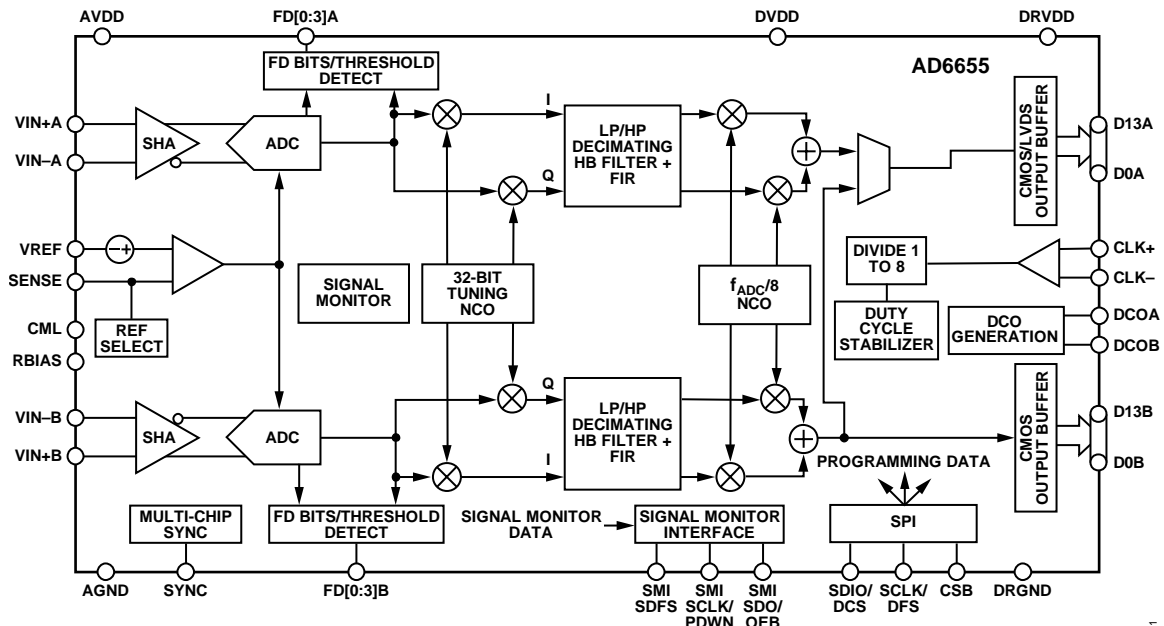 AVDD
FD[0:3]A
DVDD
DRVDD
FD BITS/THRESHOLD
DETECT
AD6655
VIN+A
VIN–A
SHA
ADC
I
Q
LP/HP
DECIMATING
HB FILTER +
FIR
CMOS/LVDS
OUTPUT BUFFER
D13A
D0A
VREF
SENSE
–+
REF
SELECT
CML
RBIAS
SIGNAL
MONITOR
32-BIT
TUNING
NCO
fADC/8
NCO
DIVIDE 1
TO 8
DUTY
CYCLE
STABILIZER
CLK+
CLK–
DCO
GENERATION
DCOA
DCOB
VIN–B
VIN+B
SHA
ADC
Q
I
LP/HP
DECIMATING
HB FILTER +
FIR
CMOS
OUTPUT BUFFER
D13B
D0B
PROGRAMMING DATA
MULTI-CHIP
SYNC
FD BITS/THRESHOLD
DETECT
SIGNAL MONITOR
DATA
SIGNAL MONITOR
INTERFACE
SPI
AGND
SYNC
FD[0:3]B
SMI
SDFS
SMI
SCLK/
PDWN
SMI
SDO/
OEB
SDIO/
DCS
SCLK/
DFS
CSB
DRGND